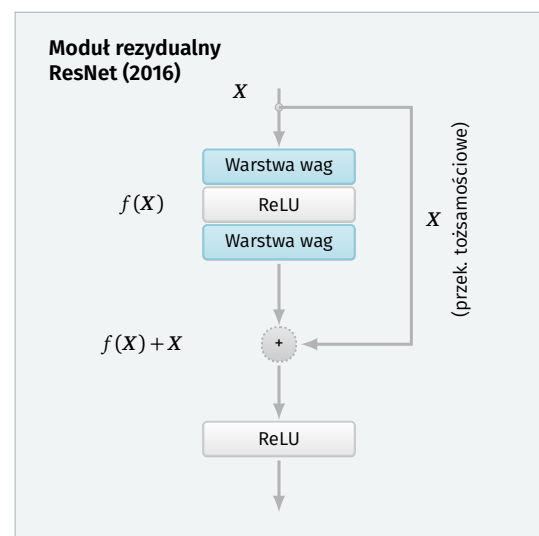 Moduł rezydualny
ResNet (2016)
X
Warstwa wag
f(X)
ReLU
Warstwa wag
X
(przek. tożsamościowe)
f(X) + X
+
ReLU